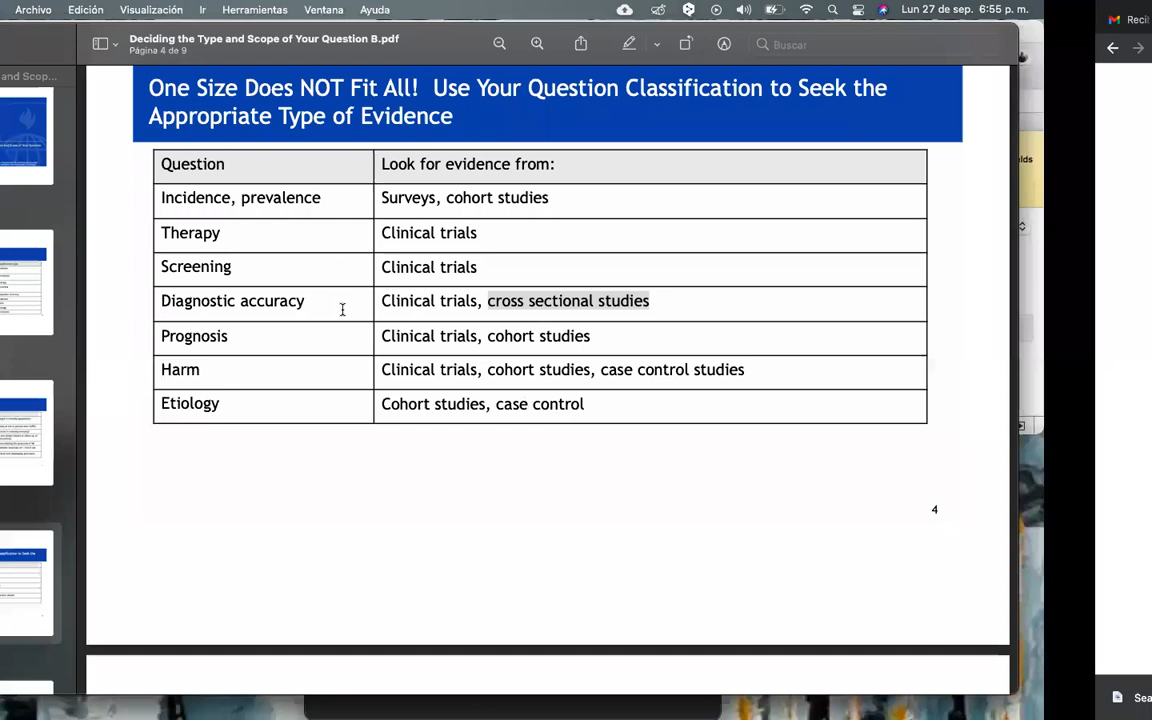 Archivo Edición Visualización Ir Herramientas Ventana Ayuda Lun 27 de sep. 6:55 p. m.
Deciding the Type and Scope of Your Question B.pdf
Página 4 de 9
Buscar
and Scop...
One Size Does NOT Fit All! Use Your Question Classification to Seek the
Appropriate Type of Evidence
Question Look for evidence from:
Incidence, prevalence Surveys, cohort studies
Therapy Clinical trials
Screening Clinical trials
Diagnostic accuracy Clinical trials, cross sectional studies
Prognosis Clinical trials, cohort studies
Harm Clinical trials, cohort studies, case control studies
Etiology Cohort studies, case control
4